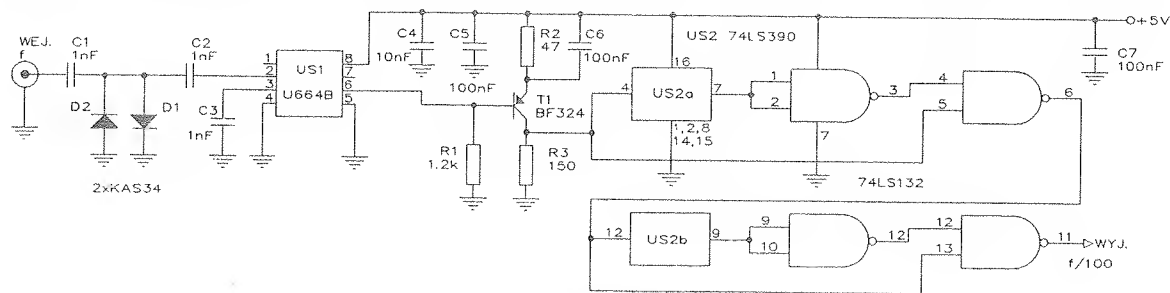 WEJ.
f
C1
1nF
D2
D1
2xKAS34
C2
1nF
C3
1nF
1
2
3
4
US1
U664B
8
7
6
5
C4
10nF
C5
100nF
R1
1.2k
R2
47
C6
100nF
T1
BF324
R3
150
US2 74LS390
16
4
US2a
7
1,2,8
14,15
1
2
3
7
4
5
6
74LS132
+5V
C7
100nF
12
US2b
9
9
10
12
12
13
11
WYJ.
f/100